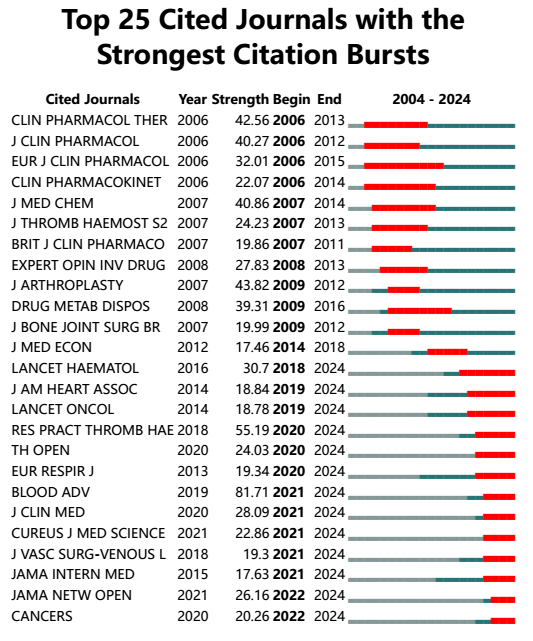 Top 25 Cited Journals with the
Strongest Citation Bursts
Cited Journals Year Strength Begin End 2004 - 2024
CLIN PHARMACOL THER 2006 42.56 2006 2013
J CLIN PHARMACOL 2006 40.27 2006 2012
EUR J CLIN PHARMACOL 2006 32.01 2006 2015
CLIN PHARMACOKINET 2006 22.07 2006 2014
J MED CHEM 2007 40.86 2007 2014
J THROMB HAEMOST S2 2007 24.23 2007 2013
BRIT J CLIN PHARMACO 2007 19.86 2007 2011
EXPERT OPIN INV DRUG 2008 27.83 2008 2013
J ARTHROPLASTY 2007 43.82 2009 2012
DRUG METAB DISPOS 2008 39.31 2009 2016
J BONE JOINT SURG BR 2007 19.99 2009 2012
J MED ECON 2012 17.46 2014 2018
LANCET HAEMATOL 2016 30.7 2018 2024
J AM HEART ASSOC 2014 18.84 2019 2024
LANCET ONCOL 2014 18.78 2019 2024
RES PRACT THROMB HAE 2018 55.19 2020 2024
TH OPEN 2020 24.03 2020 2024
EUR RESPIR J 2013 19.34 2020 2024
BLOOD ADV 2019 81.71 2021 2024
J CLIN MED 2020 28.09 2021 2024
CUREUS J MED SCIENCE 2021 22.86 2021 2024
J VASC SURG-VENOUS L 2018 19.3 2021 2024
JAMA INTERN MED 2015 17.63 2021 2024
JAMA NETW OPEN 2021 26.16 2022 2024
CANCERS 2020 20.26 2022 2024